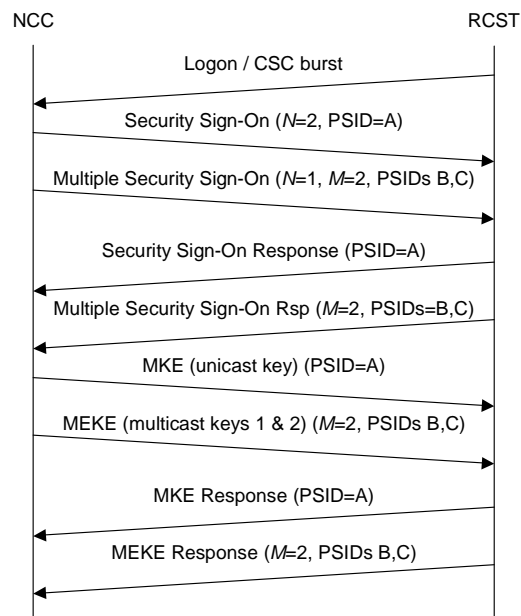 NCC
RCST
Logon / CSC burst
Security Sign-On (N=2, PSID=A)
Multiple Security Sign-On (N=1, M=2, PSIDs B,C)
Security Sign-On Response (PSID=A)
Multiple Security Sign-On Rsp (M=2, PSIDs=B,C)
MKE (unicast key) (PSID=A)
MEKE (multicast keys 1 & 2) (M=2, PSIDs B,C)
MKE Response (PSID=A)
MEKE Response (M=2, PSIDs B,C)